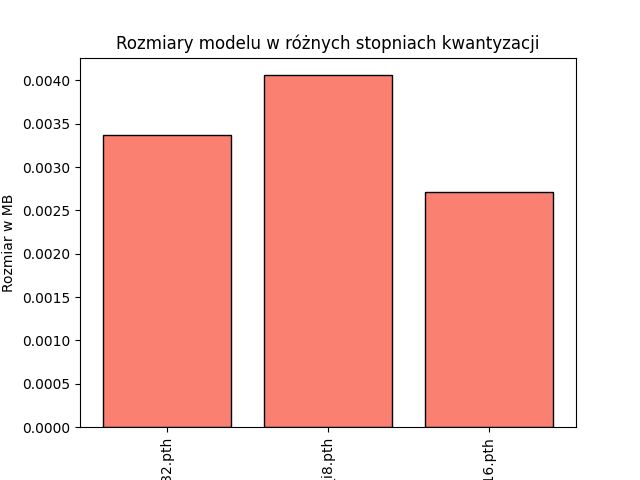 Rozmiary modelu w różnych stopniach kwantyzacji
Rozmiar w MB
0.0040
0.0035
0.0030
0.0025
0.0020
0.0015
0.0010
0.0005
0.0000
32.pth
i8.pth
16.pth